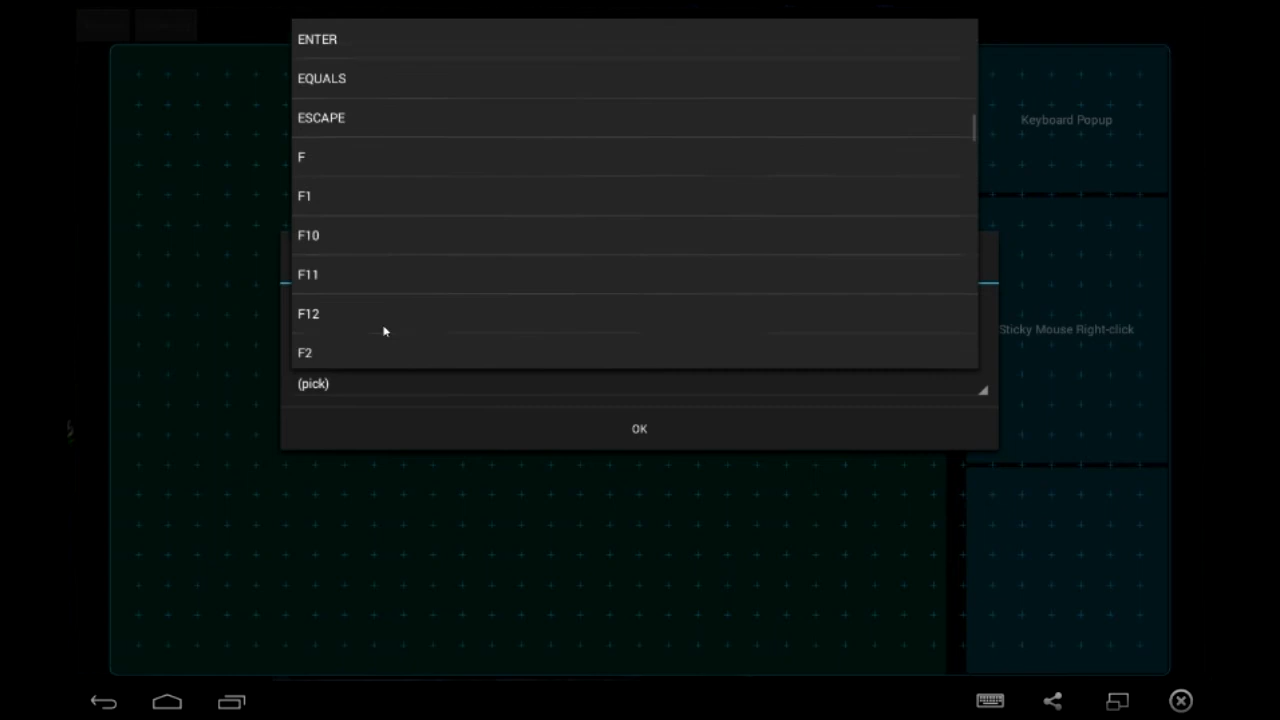 ENTER
EQUALS
ESCAPE
Keyboard Popup
F
F1
F10
F11
F12
Sticky Mouse Right-click
F2
(pick)
OK